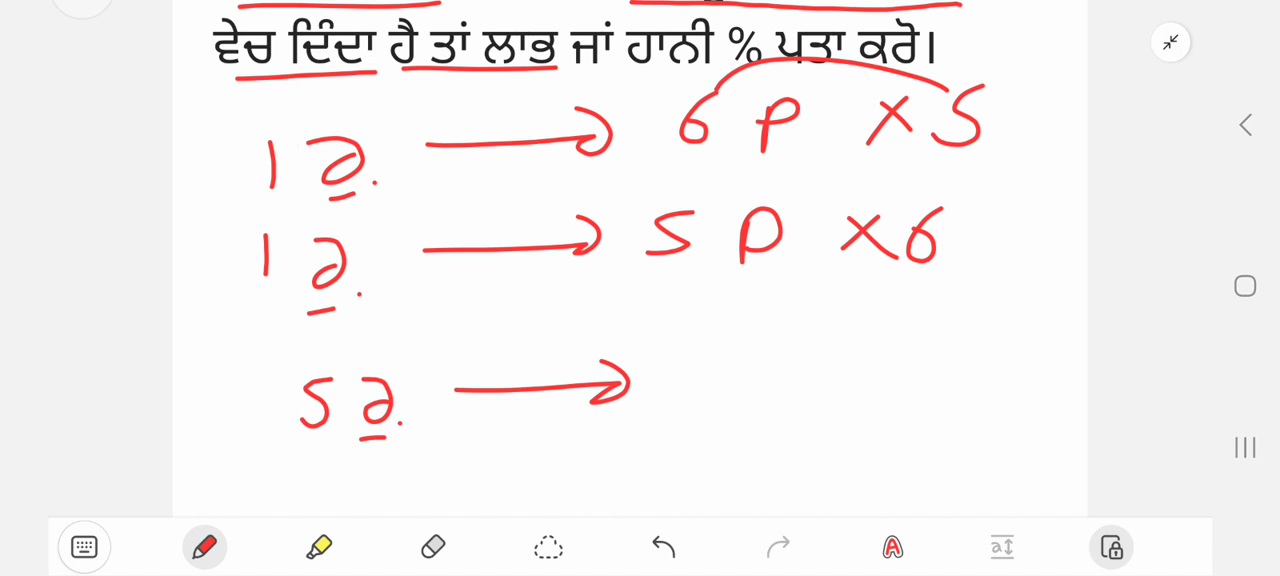 ਵੇਚ ਦਿੰਦਾ ਹੈ ਤਾਂ ਲਾਭ ਜਾਂ ਹਾਨੀ % ਪਤਾ ਕਰੋ।
1 ਰੁ. → 6 P × 5
1 ਰੁ. → 5 P × 6
5 ਰੁ. →